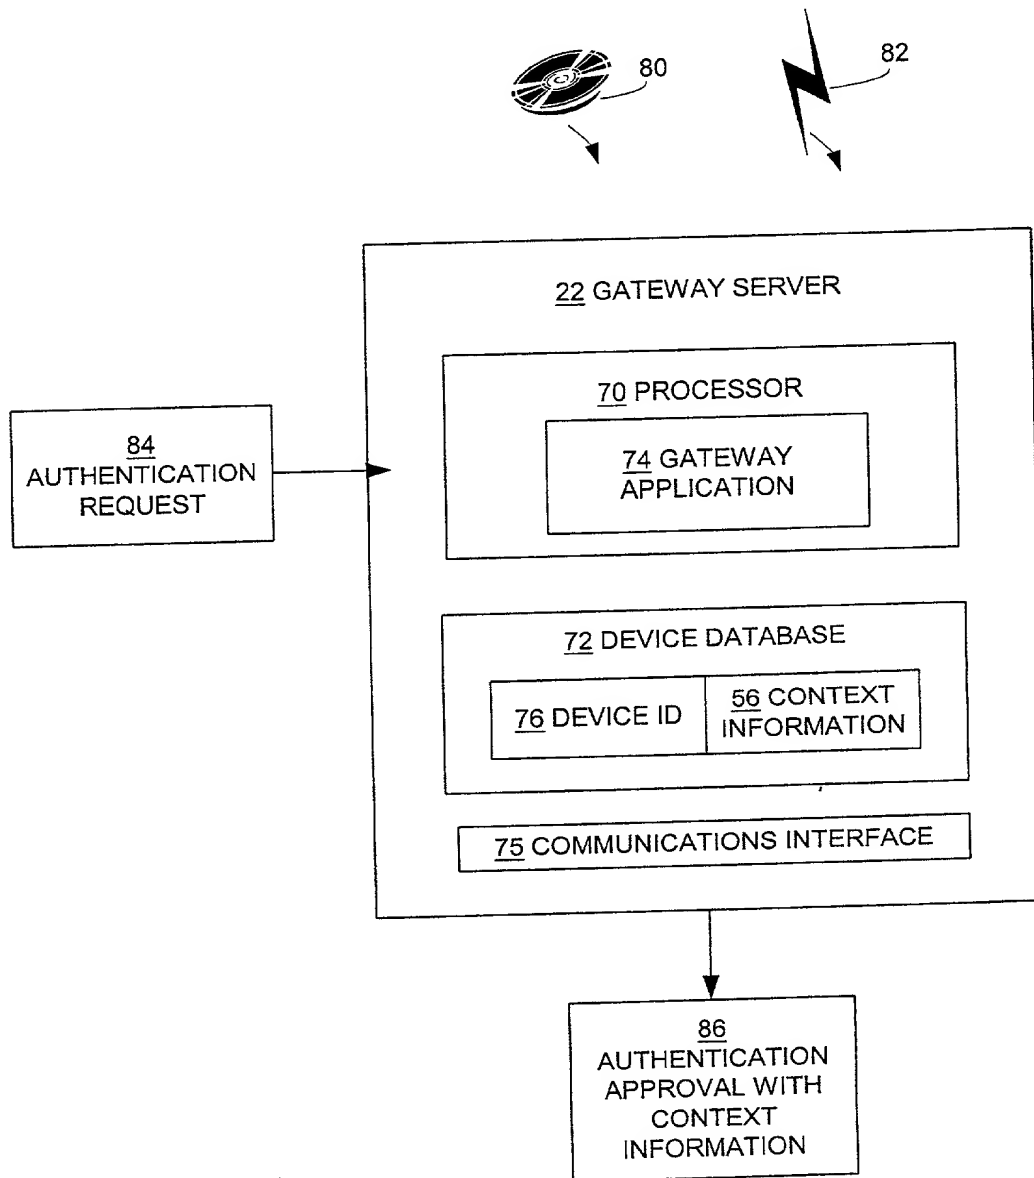 80
82
22 GATEWAY SERVER
70 PROCESSOR
74 GATEWAY
APPLICATION
84
AUTHENTICATION
REQUEST
72 DEVICE DATABASE
76 DEVICE ID
56 CONTEXT
INFORMATION
75 COMMUNICATIONS INTERFACE
86
AUTHENTICATION
APPROVAL WITH
CONTEXT
INFORMATION